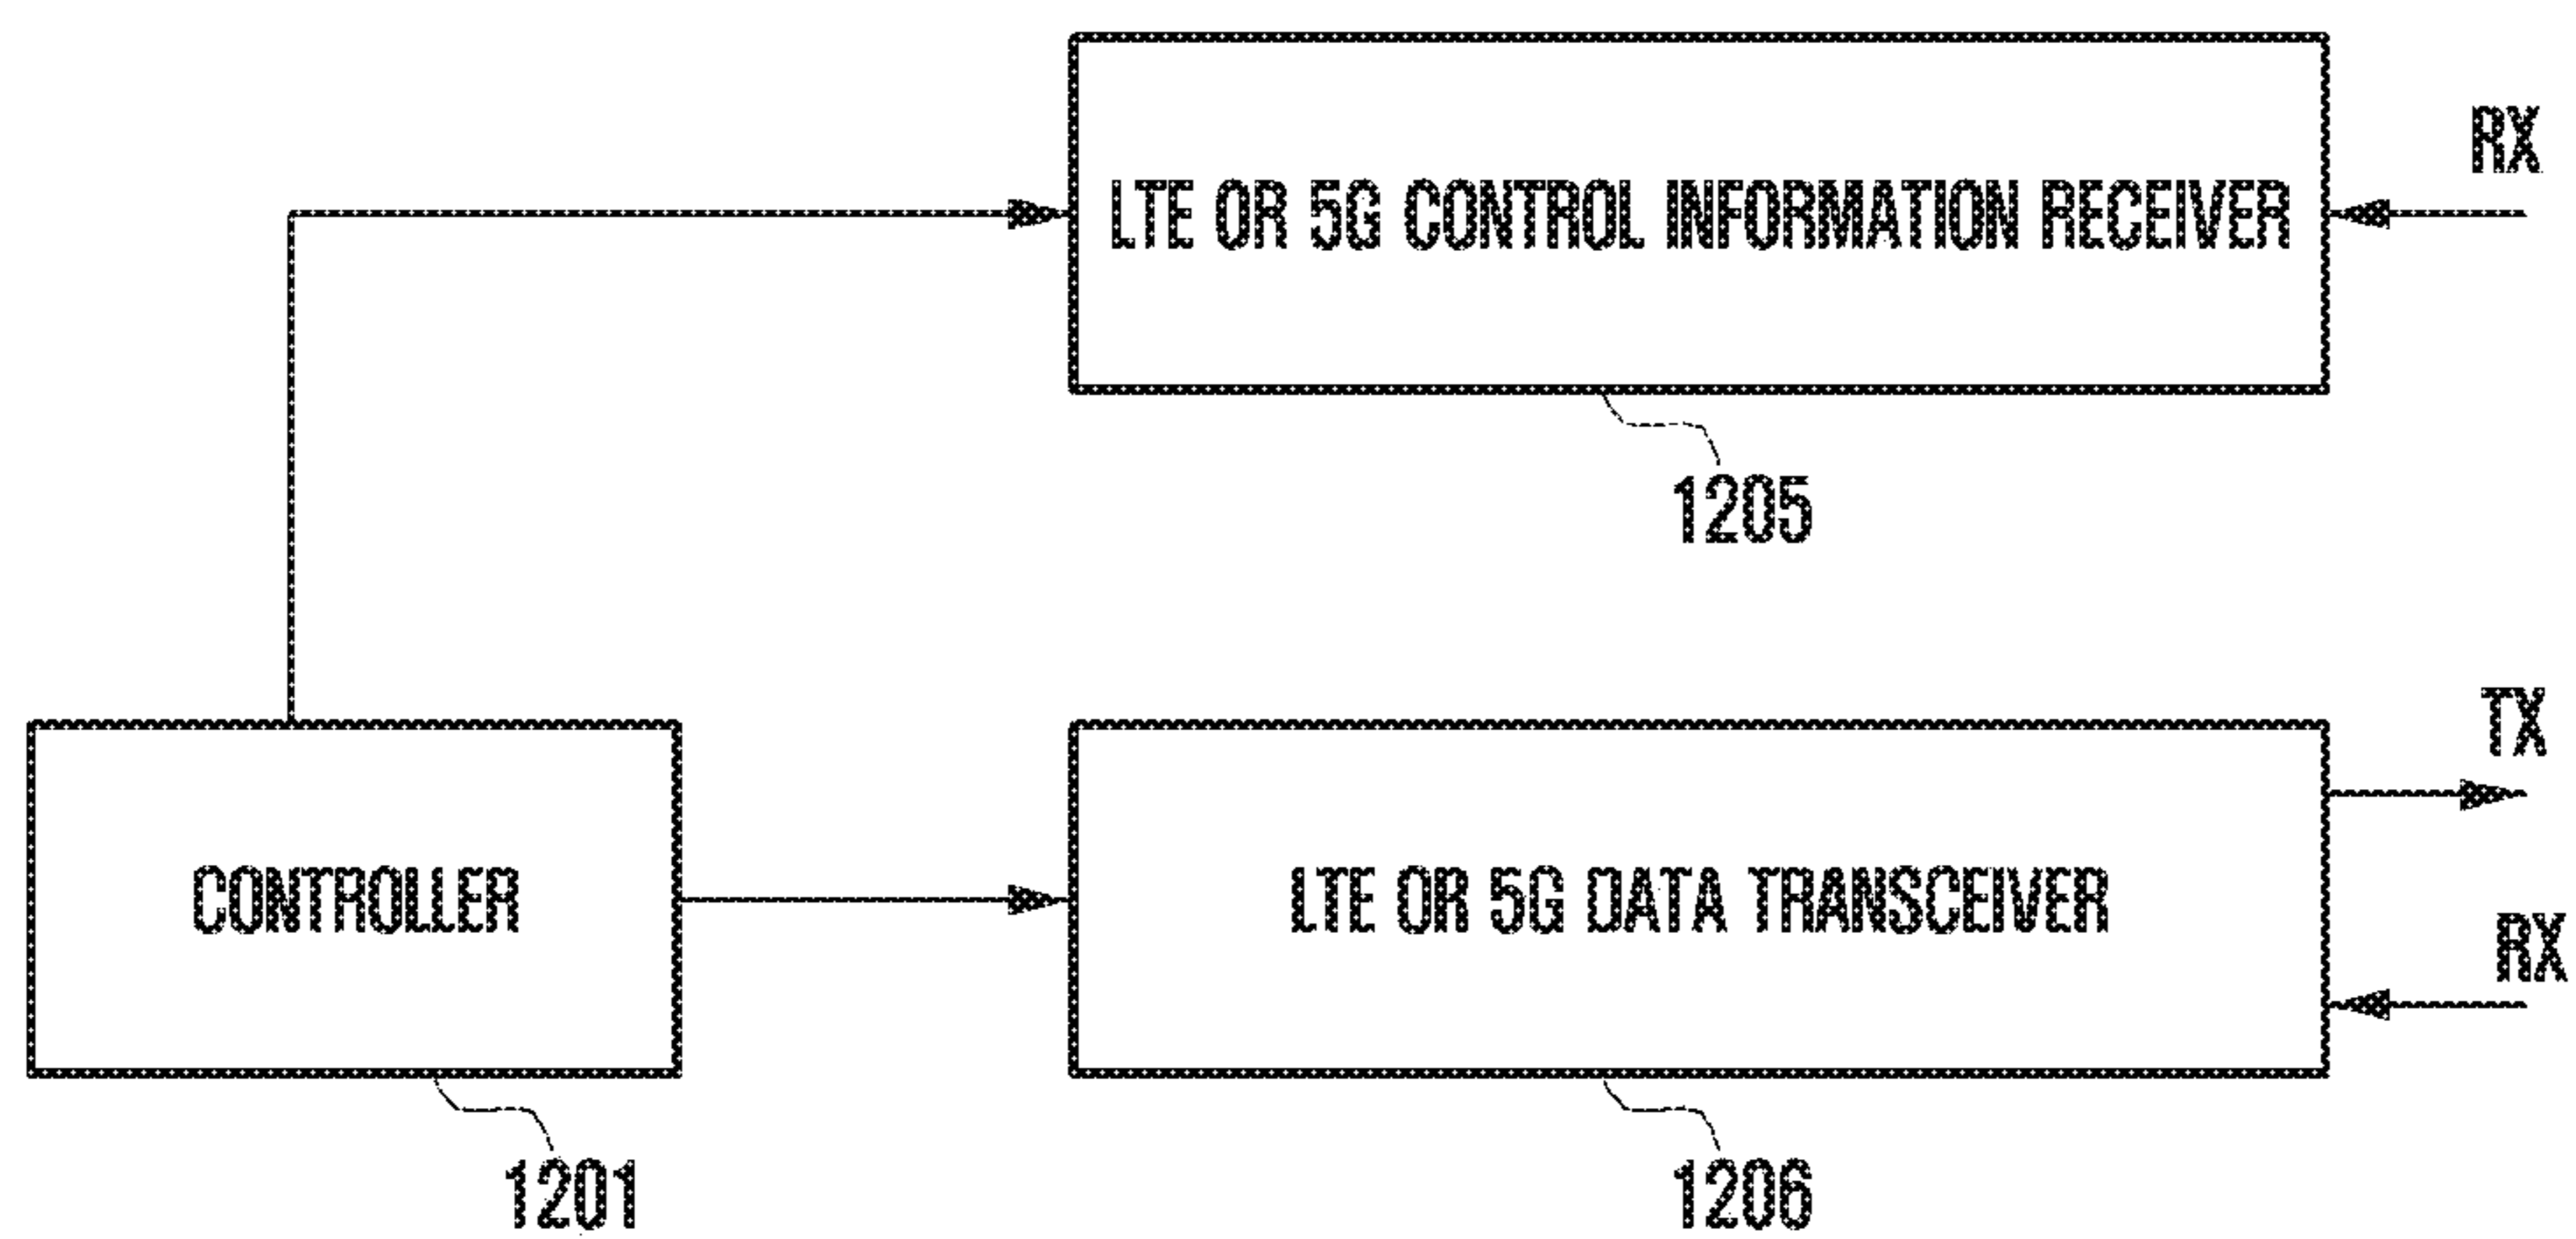 RX
LTE OR 5G CONTROL INFORMATION RECEIVER
1205
TX
CONTROLLER
LTE OR 5G DATA TRANSCEIVER
RX
1201
1206